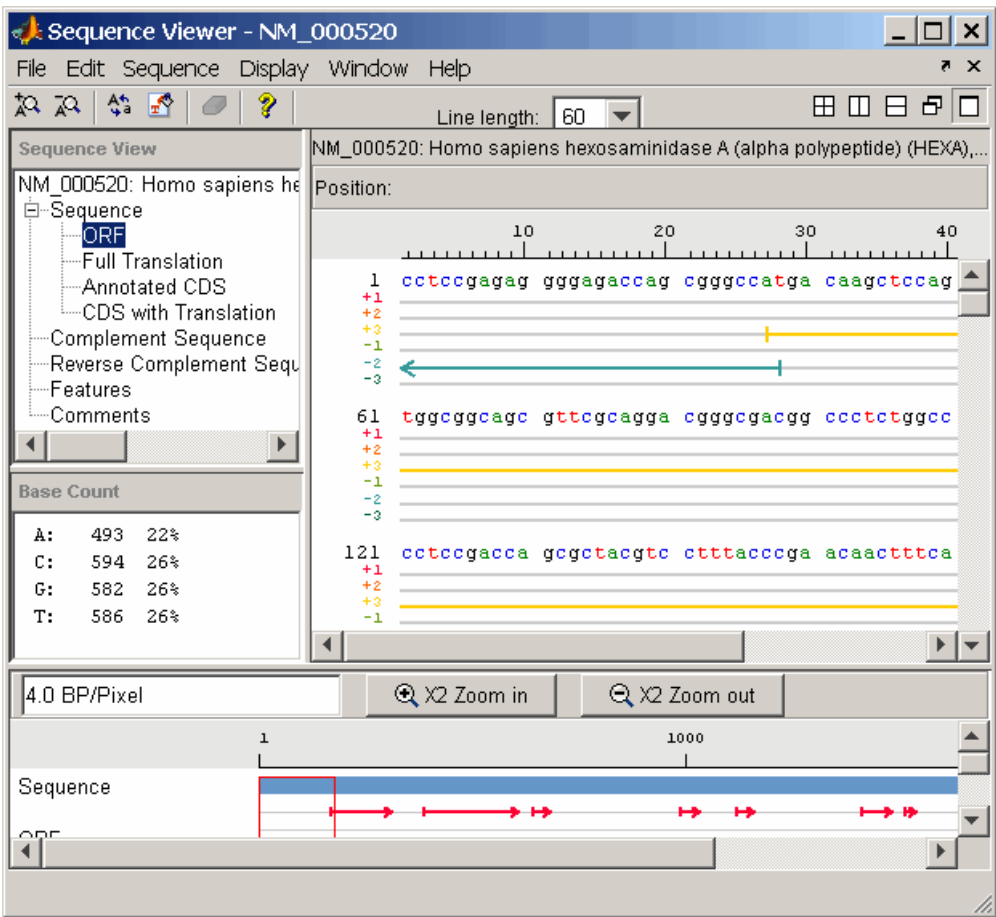 Sequence Viewer - NM_000520
File Edit Sequence Display Window Help
Line length: 60
Sequence View
NM_000520: Homo sapiens he
Sequence
ORF
Full Translation
Annotated CDS
CDS with Translation
Complement Sequence
Reverse Complement Sequ
Features
Comments
Base Count
A: 493 22%
C: 594 26%
G: 582 26%
T: 586 26%
NM_000520: Homo sapiens hexosaminidase A (alpha polypeptide) (HEXA),...
Position:
10 20 30 40
1 cctccgagag gggagaccag cgggccatga caagctccag
+1
+2
+3
-1
-2
-3
61 tggcggcagc gttcgcagga cgggcgacgg ccctctggcc
+1
+2
+3
-1
-2
-3
121 cctccgacca gcgctacgtc ctttacccga acaactttca
+1
+2
+3
-1
4.0 BP/Pixel X2 Zoom in X2 Zoom out
1 1000
Sequence
ORF